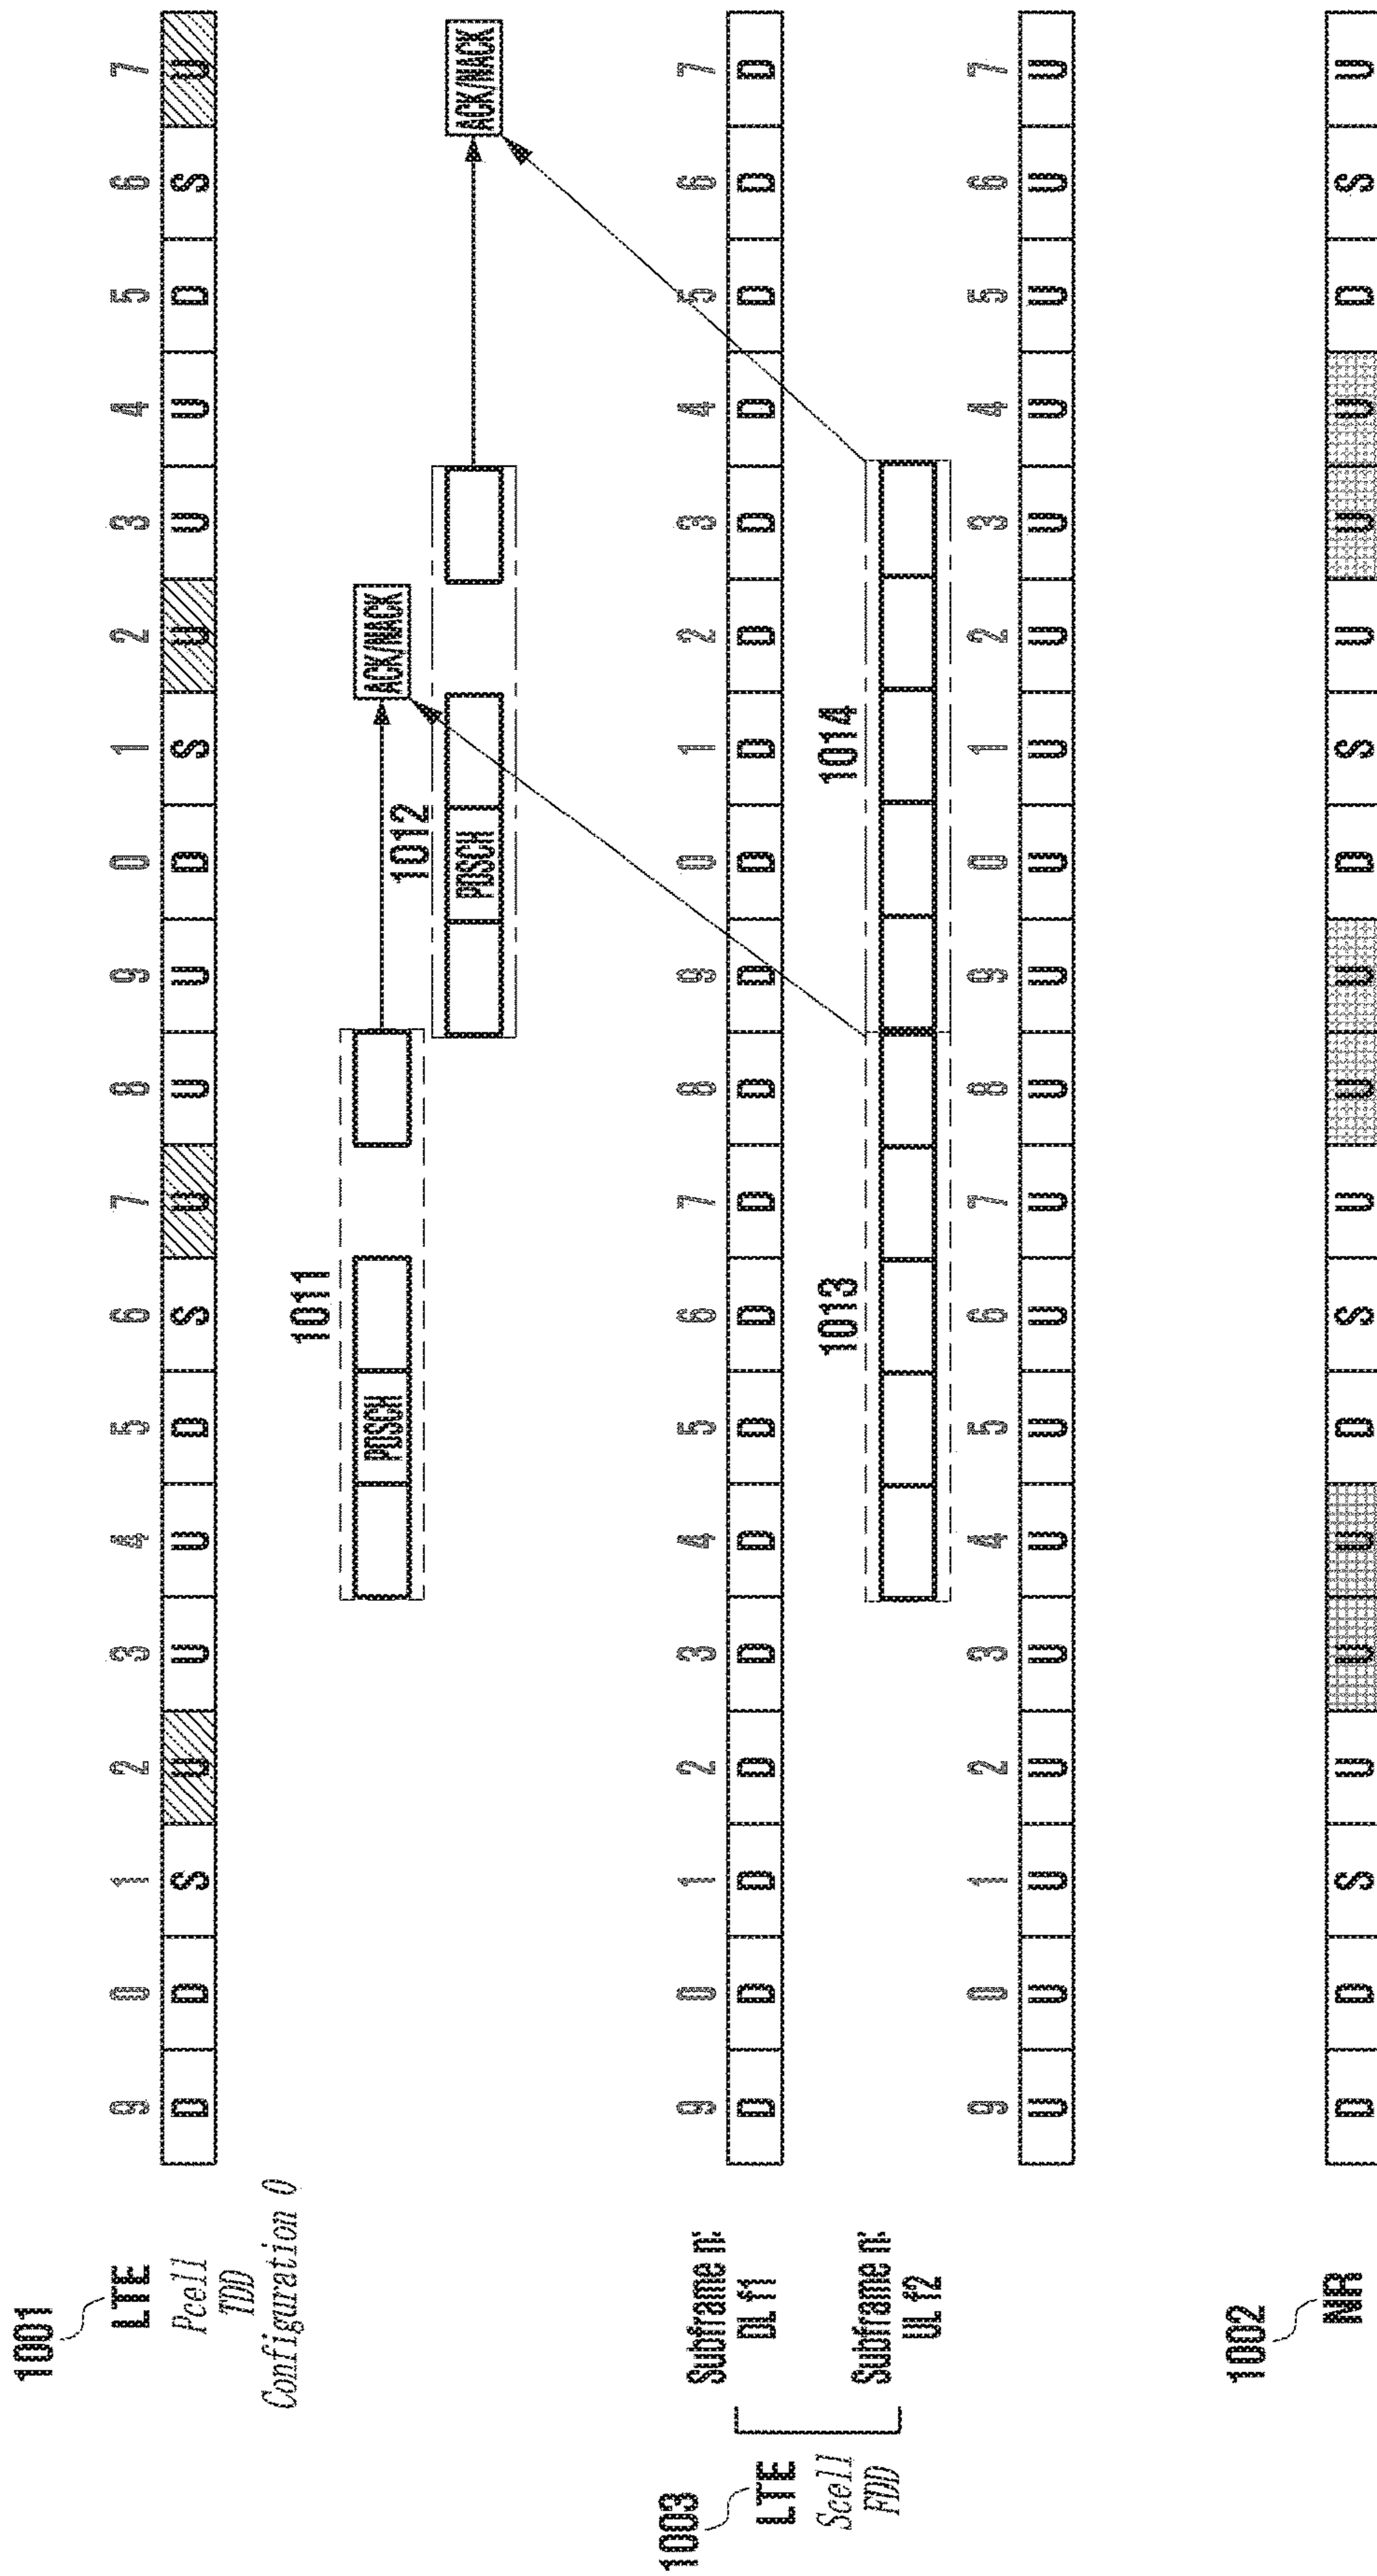 1001
LTE
Pcell
TDD
Configuration 0
9 0 1 2 3 4 5 6 7 8 9 0 1 2 3 4 5 6 7
D D S U U U D S U U U D S U U U D S U
1011
PDSCH
ACK/NACK
1012
PDSCH
ACK/NACK
1003
LTE
Scell
FDD
Subframe n'
DL f1
9 0 1 2 3 4 5 6 7 8 9 0 1 2 3 4 5 6 7
D D D D D D D D D D D D D D D D D D D
1013
1014
Subframe n'
UL f2
9 0 1 2 3 4 5 6 7 8 9 0 1 2 3 4 5 6 7
U U U U U U U U U U U U U U U U U U U
1002
NR
D D S U U U D S U U U D S U U U D S U